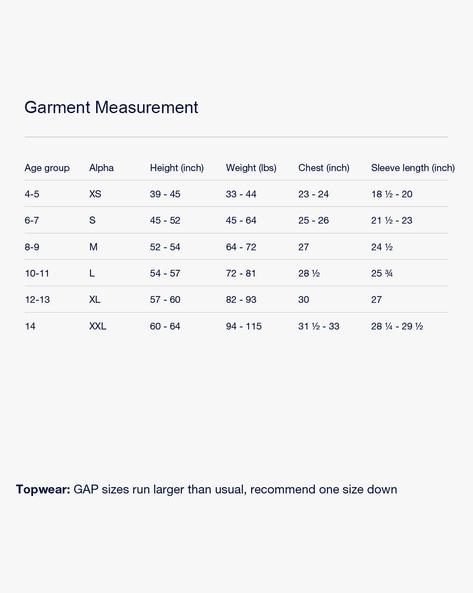 Garment Measurement
Age group Alpha Height (inch) Weight (lbs) Chest (inch) Sleeve length (inch)
4-5 XS 39 - 45 33 - 44 23 - 24 18 ½ - 20
6-7 S 45 - 52 45 - 64 25 - 26 21 ½ - 23
8-9 M 52 - 54 64 - 72 27 24 ½
10-11 L 54 - 57 72 - 81 28 ½ 25 ¾
12-13 XL 57 - 60 82 - 93 30 27
14 XXL 60 - 64 94 - 115 31 ½ - 33 28 ¼ - 29 ½
Topwear: GAP sizes run larger than usual, recommend one size down